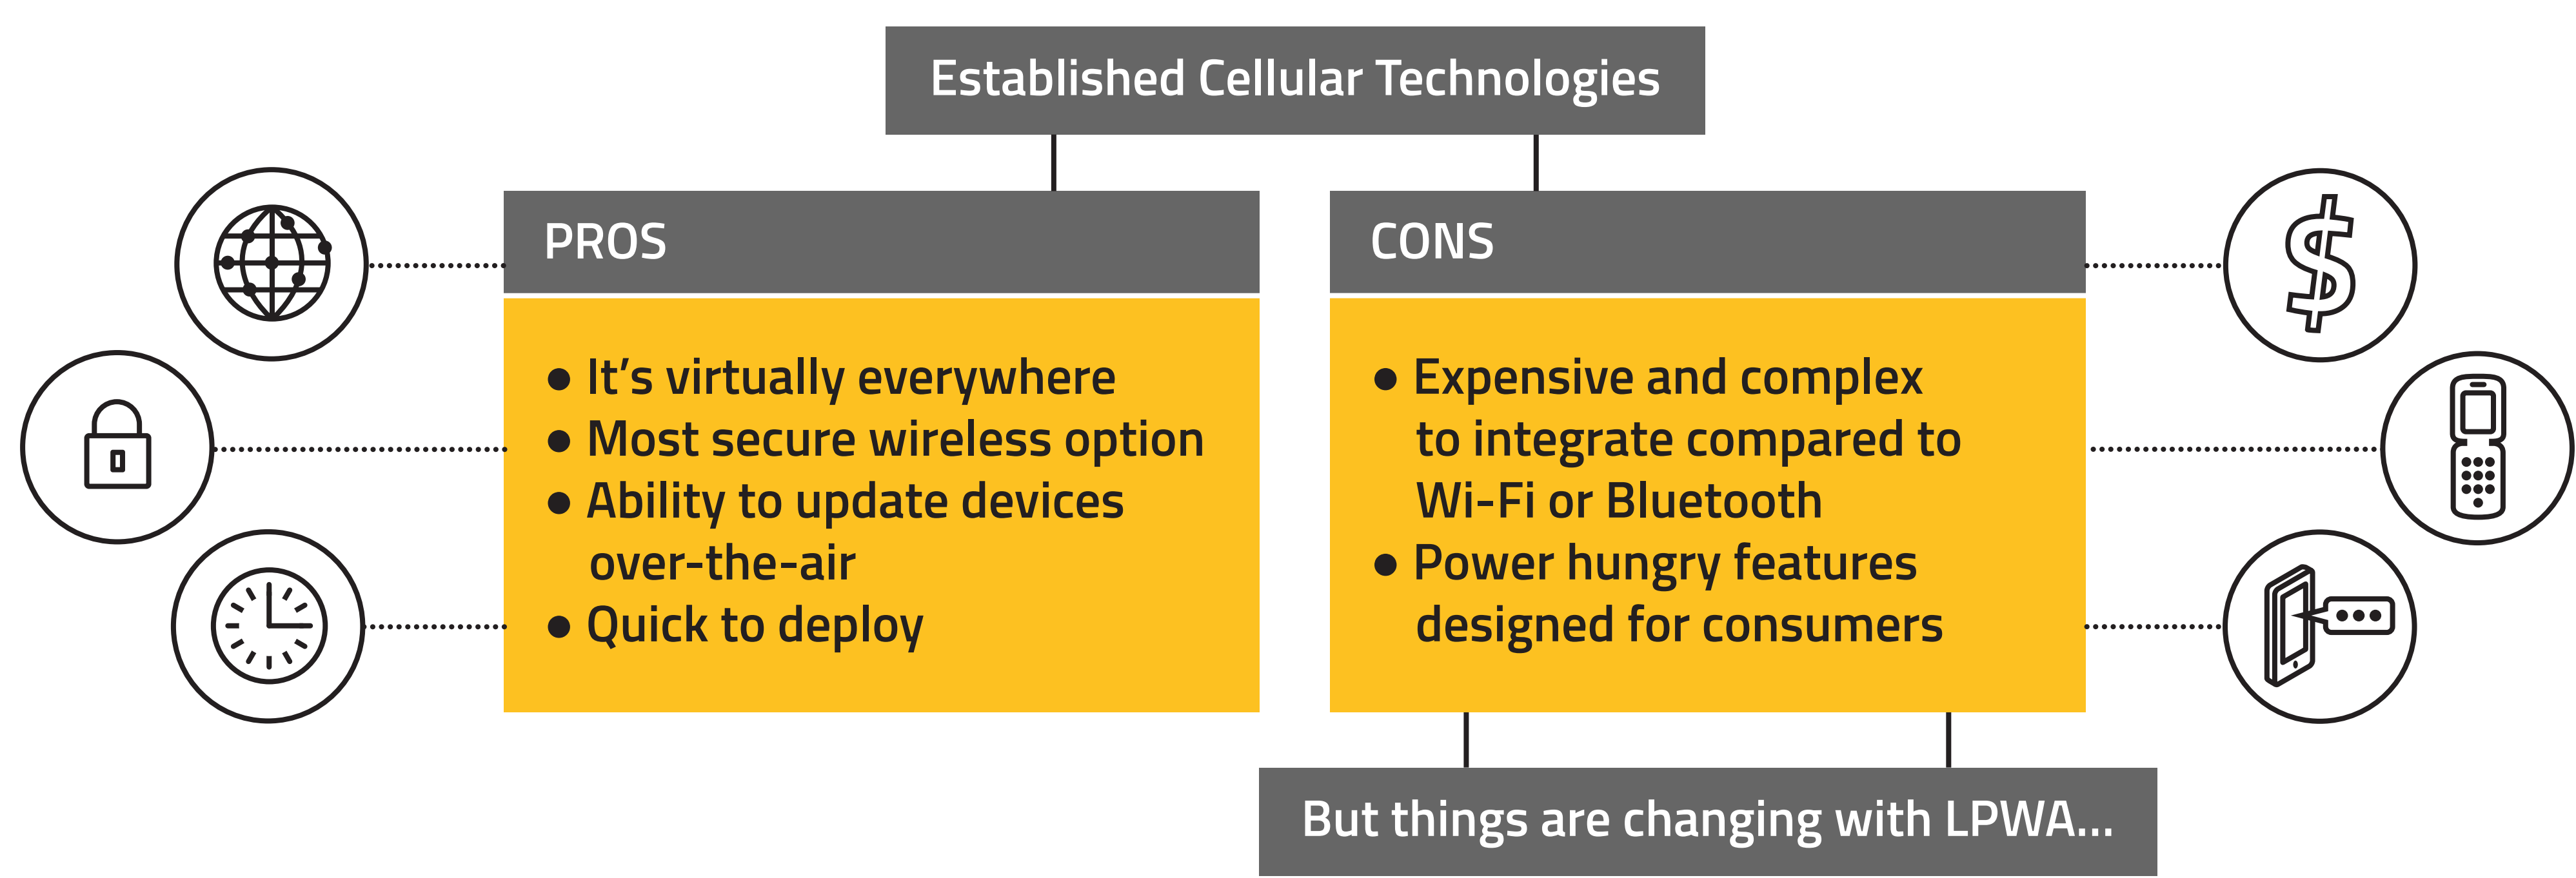 Established Cellular Technologies
PROS
● It’s virtually everywhere
● Most secure wireless option
● Ability to update devices
over-the-air
● Quick to deploy
CONS
● Expensive and complex
to integrate compared to
Wi-Fi or Bluetooth
● Power hungry features
designed for consumers
But things are changing with LPWA...